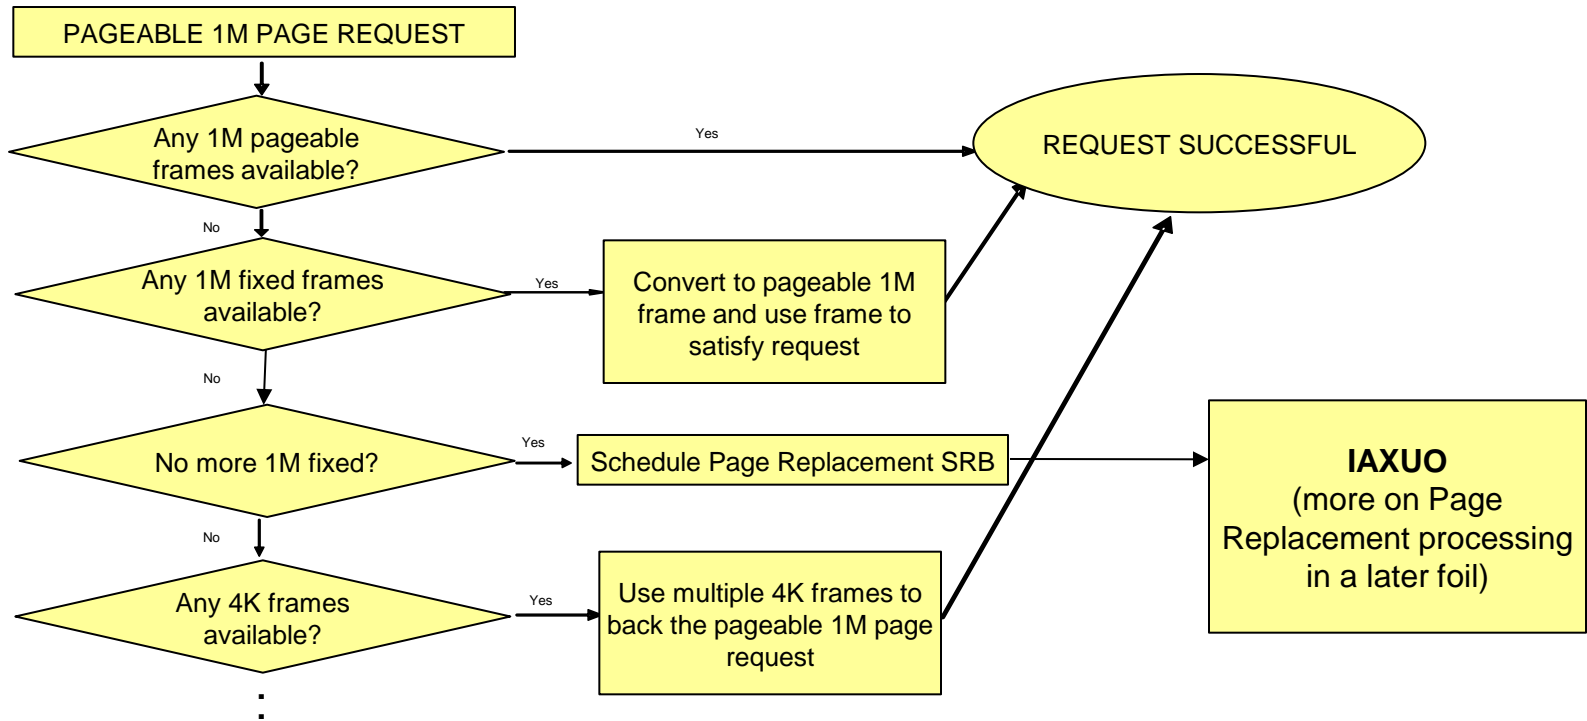 PAGEABLE 1M PAGE REQUEST
Any 1M pageable
frames available?
Yes
REQUEST SUCCESSFUL
No
Any 1M fixed frames
available?
Yes
Convert to pageable 1M
frame and use frame to
satisfy request
No
No more 1M fixed?
Yes
Schedule Page Replacement SRB
IAXUO
(more on Page
Replacement processing
in a later foil)
No
Any 4K frames
available?
Yes
Use multiple 4K frames to
back the pageable 1M page
request